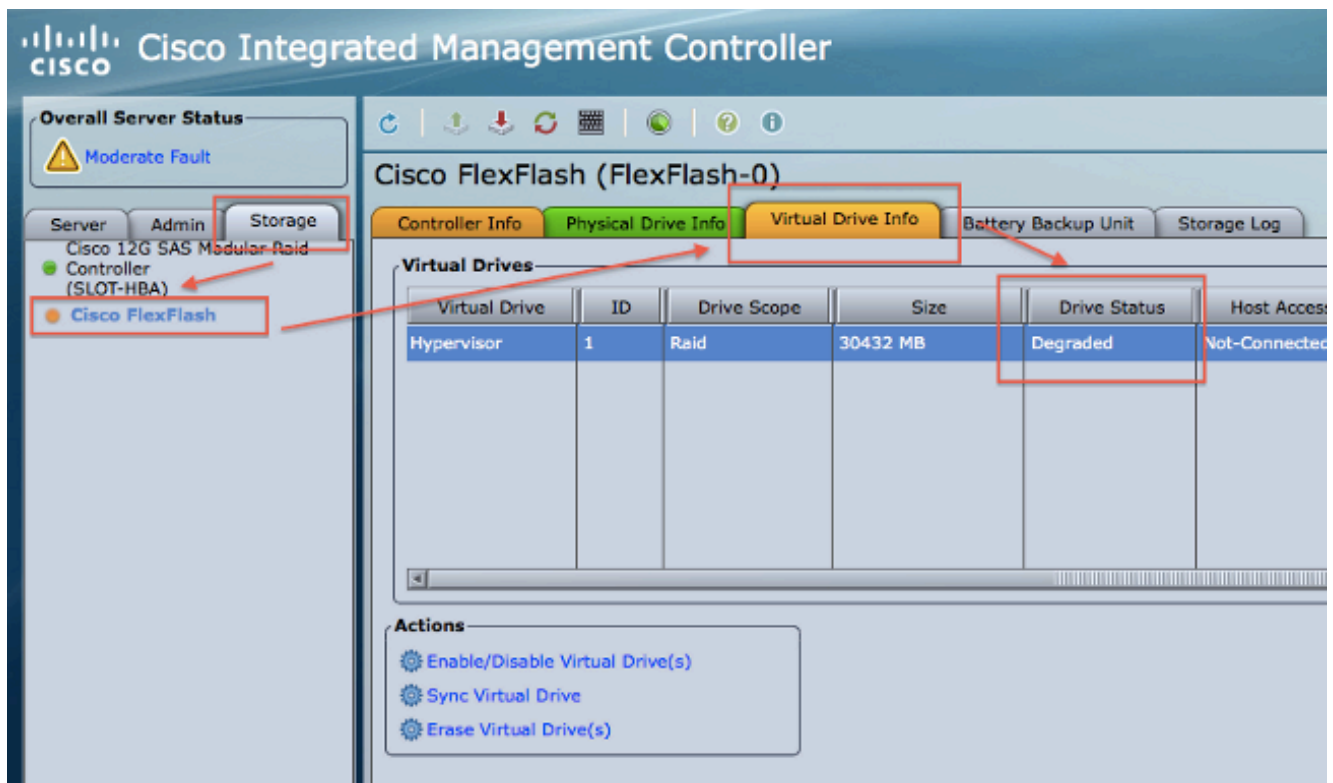 CISCO Cisco Integrated Management Controller
Overall Server Status
Moderate Fault
Server Admin Storage
Cisco 12G SAS Modular Raid
Controller
(SLOT-HBA)
Cisco FlexFlash
Cisco FlexFlash (FlexFlash-0)
Controller Info Physical Drive Info Virtual Drive Info Battery Backup Unit Storage Log
Virtual Drives
Virtual Drive ID Drive Scope Size Drive Status Host Access
Hypervisor 1 Raid 30432 MB Degraded Not-Connected
Actions
Enable/Disable Virtual Drive(s)
Sync Virtual Drive
Erase Virtual Drive(s)